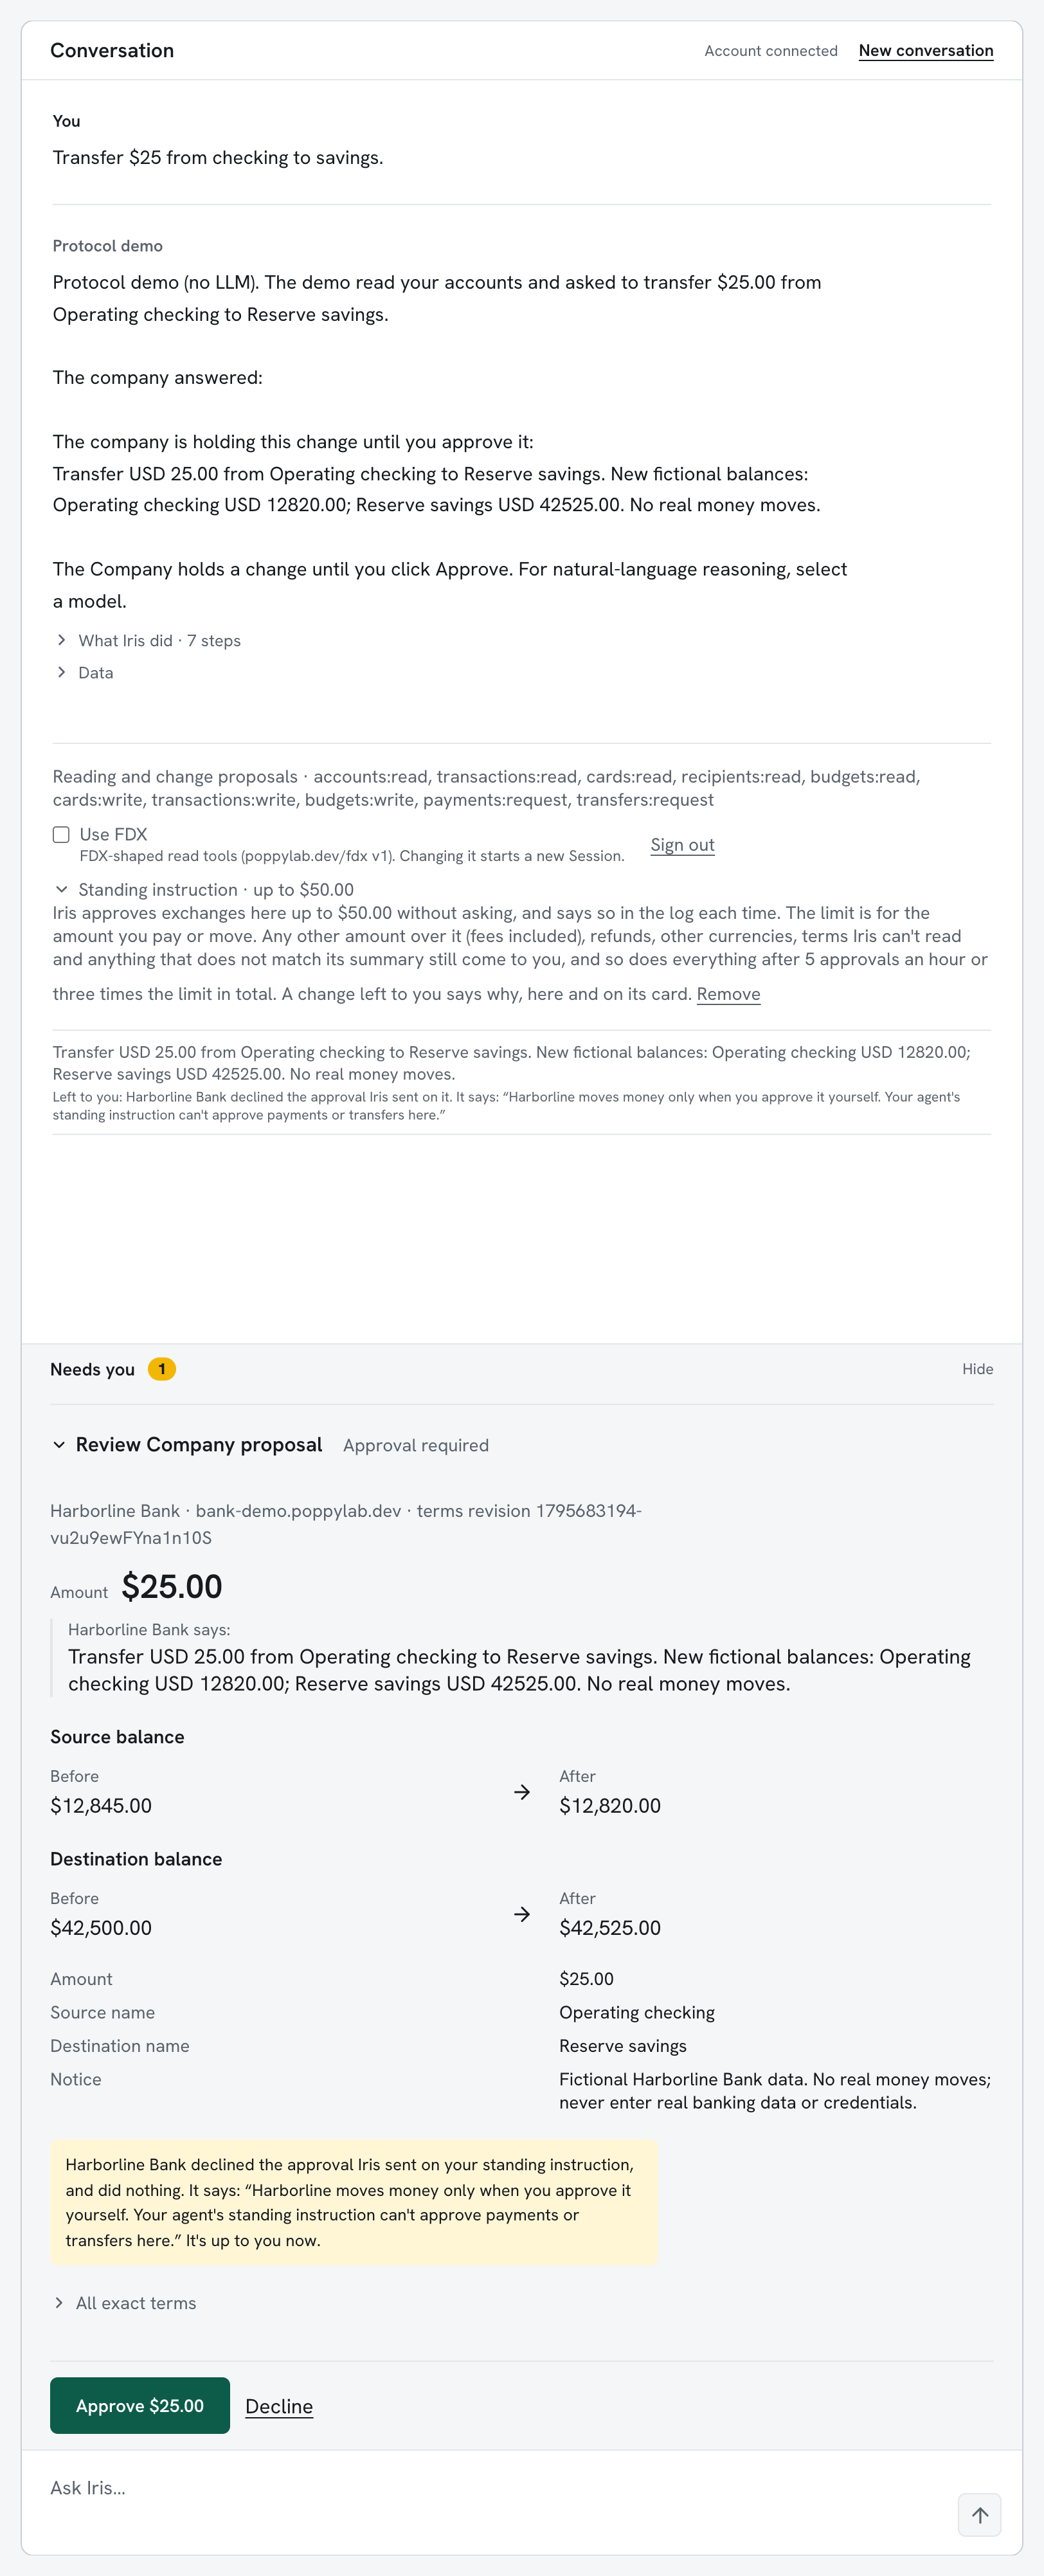 Conversation
Account connected
New conversation
You
Transfer $25 from checking to savings.
Protocol demo
Protocol demo (no LLM). The demo read your accounts and asked to transfer $25.00 from
Operating checking to Reserve savings.
The company answered:
The company is holding this change until you approve it:
Transfer USD 25.00 from Operating checking to Reserve savings. New fictional balances:
Operating checking USD 12820.00; Reserve savings USD 42525.00. No real money moves.
The Company holds a change until you click Approve. For natural-language reasoning, select
a model.
What Iris did · 7 steps
Data
Reading and change proposals · accounts:read, transactions:read, cards:read, recipients:read, budgets:read,
cards:write, transactions:write, budgets:write, payments:request, transfers:request
Use FDX
FDX-shaped read tools (poppylab.dev/fdx v1). Changing it starts a new Session.
Sign out
Standing instruction · up to $50.00
Iris approves exchanges here up to $50.00 without asking, and says so in the log each time. The limit is for the
amount you pay or move. Any other amount over it (fees included), refunds, other currencies, terms Iris can't read
and anything that does not match its summary still come to you, and so does everything after 5 approvals an hour or
three times the limit in total. A change left to you says why, here and on its card. Remove
Transfer USD 25.00 from Operating checking to Reserve savings. New fictional balances: Operating checking USD 12820.00;
Reserve savings USD 42525.00. No real money moves.
Left to you: Harborline Bank declined the approval Iris sent on it. It says: “Harborline moves money only when you approve it yourself. Your agent's
standing instruction can't approve payments or transfers here.”
Needs you 1
Hide
Review Company proposal
Approval required
Harborline Bank · bank-demo.poppylab.dev · terms revision 1795683194-
vu2u9ewFYna1n10S
Amount $25.00
Harborline Bank says:
Transfer USD 25.00 from Operating checking to Reserve savings. New fictional balances: Operating
checking USD 12820.00; Reserve savings USD 42525.00. No real money moves.
Source balance
Before
$12,845.00
After
$12,820.00
Destination balance
Before
$42,500.00
After
$42,525.00
Amount
$25.00
Source name
Operating checking
Destination name
Reserve savings
Notice
Fictional Harborline Bank data. No real money moves;
never enter real banking data or credentials.
Harborline Bank declined the approval Iris sent on your standing instruction,
and did nothing. It says: “Harborline moves money only when you approve it
yourself. Your agent's standing instruction can't approve payments or
transfers here.” It's up to you now.
All exact terms
Approve $25.00
Decline
Ask Iris...